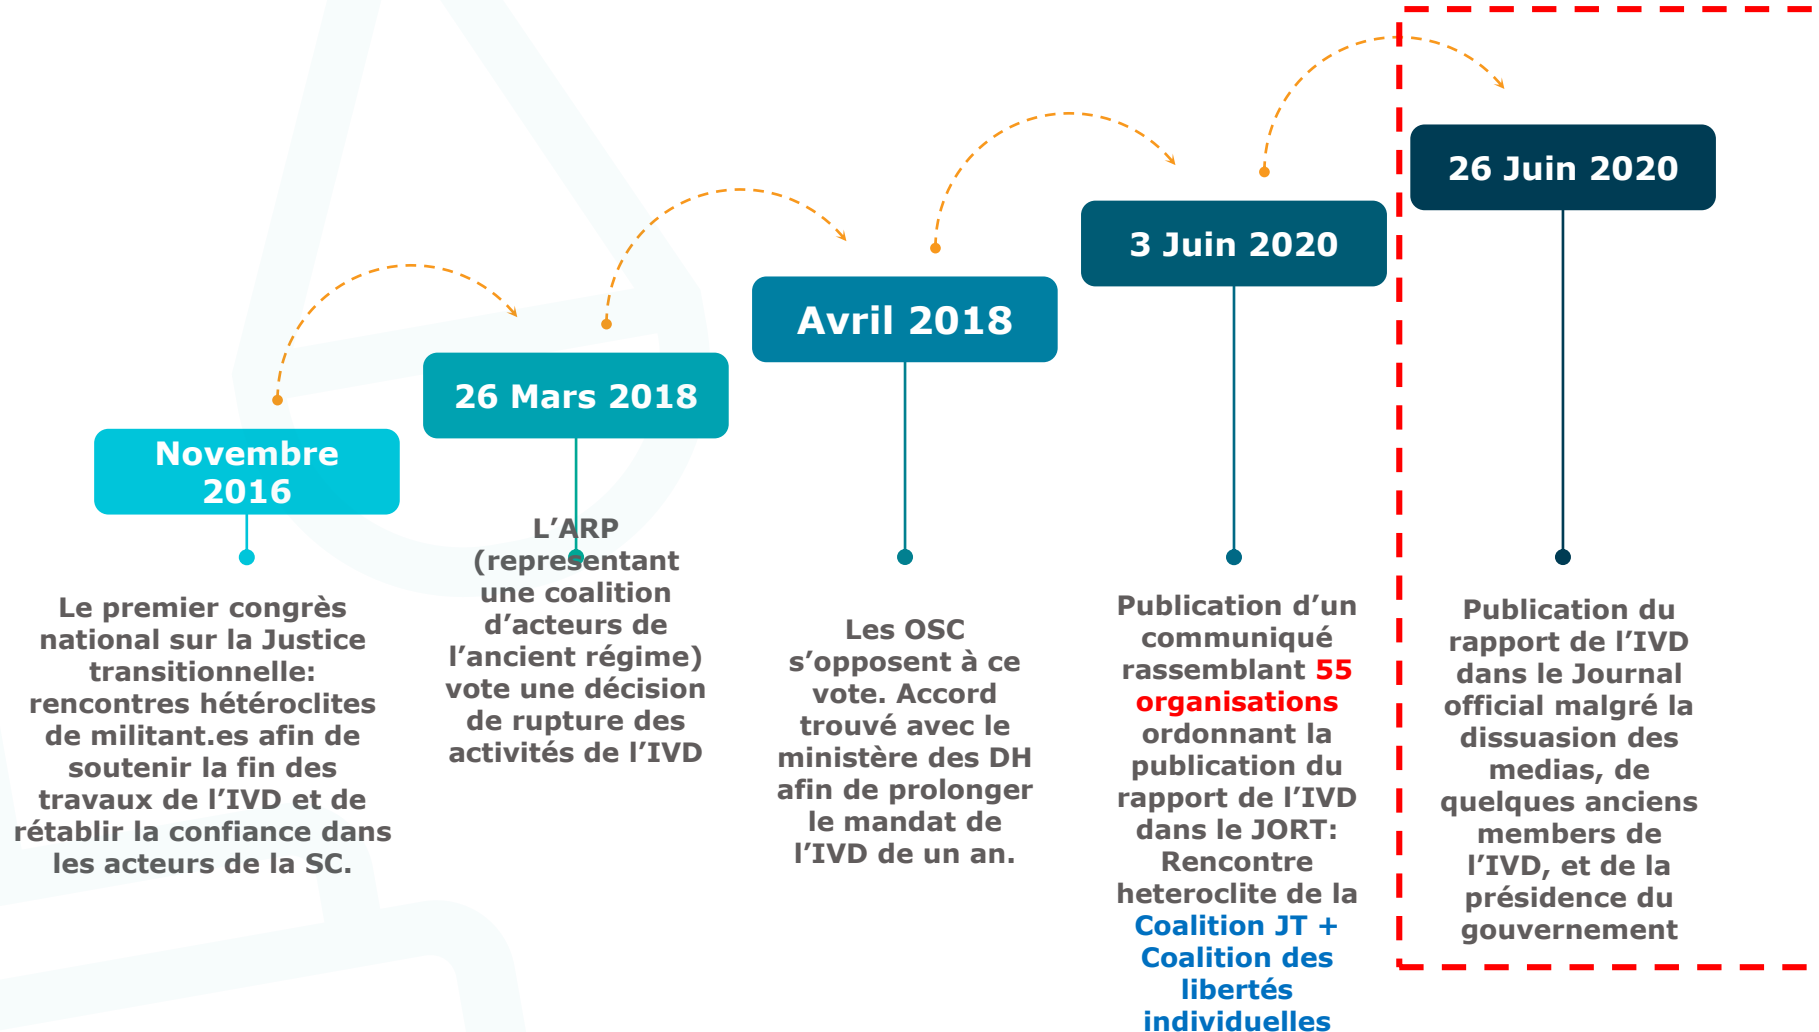 Novembre
2016
Le premier congrès
national sur la Justice
transitionnelle:
rencontres hétéroclites
de militant.es afin de
soutenir la fin des
travaux de l’IVD et de
rétablir la confiance dans
les acteurs de la SC.
26 Mars 2018
L’ARP
(representant
une coalition
d’acteurs de
l’ancient régime)
vote une décision
de rupture des
activités de l’IVD
Avril 2018
Les OSC
s’opposent à ce
vote. Accord
trouvé avec le
ministère des DH
afin de prolonger
le mandat de
l’IVD de un an.
3 Juin 2020
Publication d’un
communiqué
rassemblant 55
organisations
ordonnant la
publication du
rapport de l’IVD
dans le JORT:
Rencontre
heteroclite de la
Coalition JT +
Coalition des
libertés
individuelles
26 Juin 2020
Publication du
rapport de l’IVD
dans le Journal
official malgré la
dissuasion des
medias, de
quelques anciens
members de
l’IVD, et de la
présidence du
gouvernement